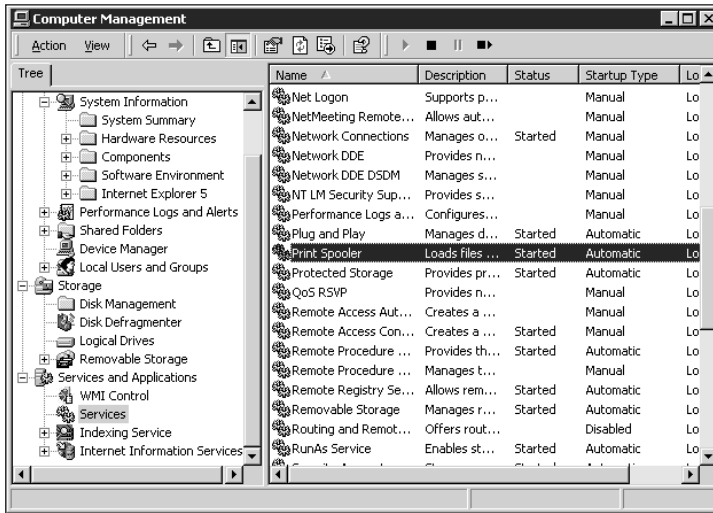 Computer Management
Action View
Tree
System Information
System Summary
Hardware Resources
Components
Software Environment
Internet Explorer 5
Performance Logs and Alerts
Shared Folders
Device Manager
Local Users and Groups
Storage
Disk Management
Disk Defragmenter
Logical Drives
Removable Storage
Services and Applications
WMI Control
Services
Indexing Service
Internet Information Services
Name Description Status Startup Type Lo
Net Logon Supports p... Manual Lo
NetMeeting Remote... Allows aut... Manual Lo
Network Connections Manages o... Started Manual Lo
Network DDE Provides n... Manual Lo
Network DDE DSDM Manages s... Manual Lo
NT LM Security Sup... Provides s... Manual Lo
Performance Logs a... Configures... Manual Lo
Plug and Play Manages d... Started Automatic Lo
Print Spooler Loads files ... Started Automatic Lo
Protected Storage Provides pr... Started Automatic Lo
QoS RSVP Provides n... Manual Lo
Remote Access Aut... Creates a ... Manual Lo
Remote Access Con... Creates a ... Started Manual Lo
Remote Procedure ... Provides th... Started Automatic Lo
Remote Procedure ... Manages t... Manual Lo
Remote Registry Se... Allows rem... Started Automatic Lo
Removable Storage Manages r... Started Automatic Lo
Routing and Remot... Offers rout... Disabled Lo
RunAs Service Enables st... Started Automatic Lo